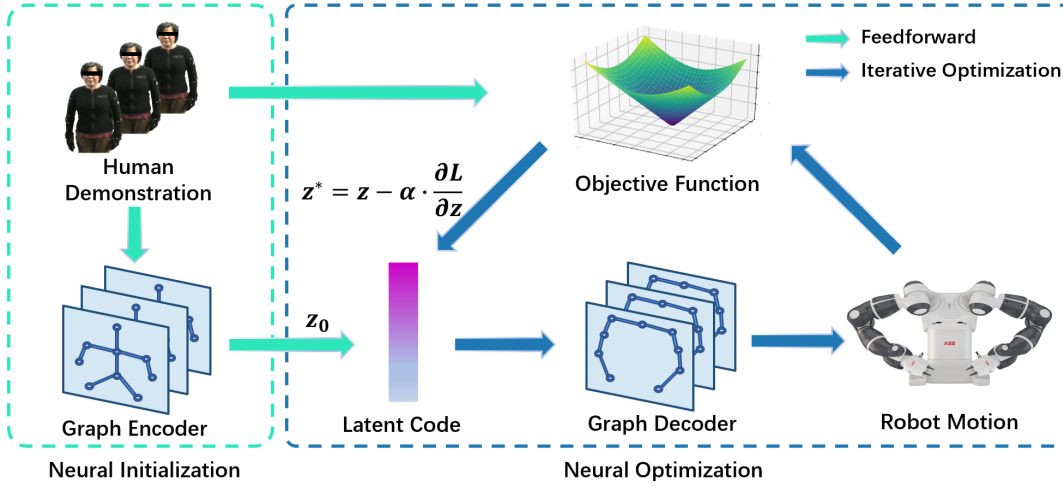 Feedforward
Iterative Optimization
Human
Demonstration
Objective Function
z* = z − α · ∂L/∂z
z₀
ABB
Graph Encoder
Latent Code
Graph Decoder
Robot Motion
Neural Initialization
Neural Optimization